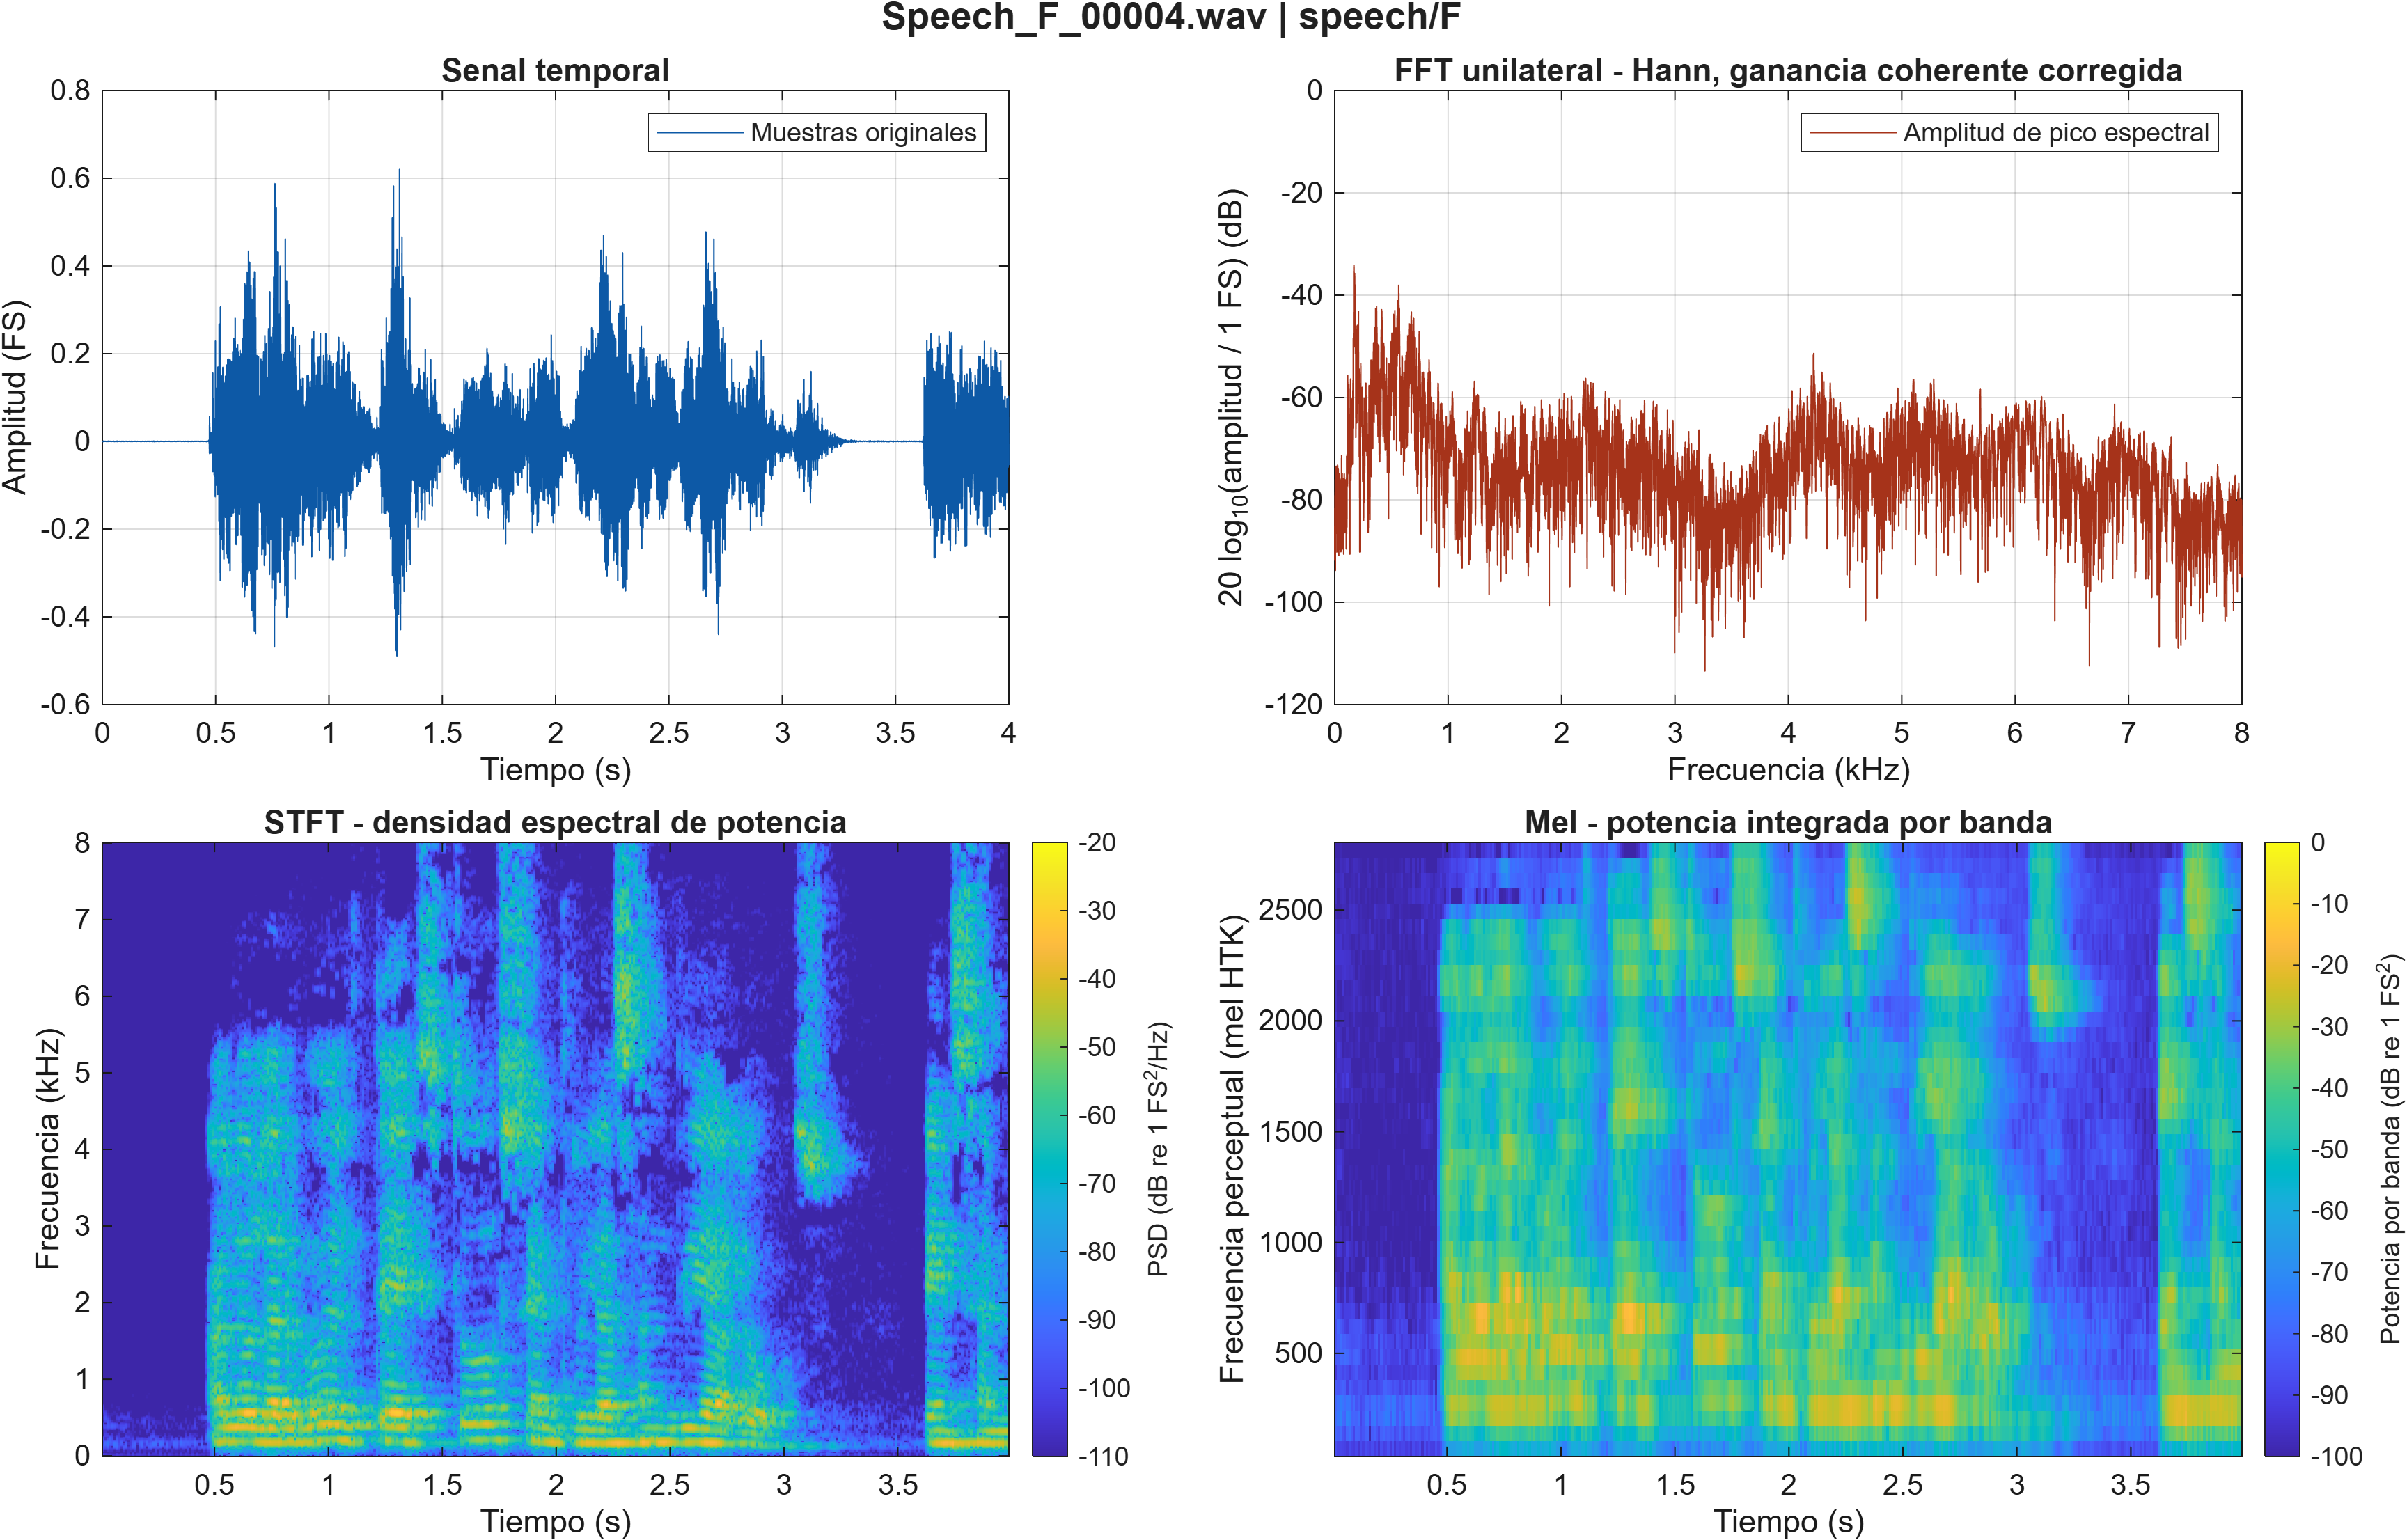 Speech_F_00004.wav | speech/F
Senal temporal
0.8
0.6
0.4
0.2
0
-0.2
-0.4
-0.6
Amplitud (FS)
Muestras originales
0 0.5 1 1.5 2 2.5 3 3.5 4
Tiempo (s)
FFT unilateral - Hann, ganancia coherente corregida
0
-20
-40
-60
-80
-100
-120
20 log10(amplitud / 1 FS) (dB)
Amplitud de pico espectral
0 1 2 3 4 5 6 7 8
Frecuencia (kHz)
STFT - densidad espectral de potencia
8
7
6
5
4
3
2
1
0
Frecuencia (kHz)
0.5 1 1.5 2 2.5 3 3.5
Tiempo (s)
-20
-30
-40
-50
-60
-70
-80
-90
-100
-110
PSD (dB re 1 FS2/Hz)
Mel - potencia integrada por banda
2500
2000
1500
1000
500
Frecuencia perceptual (mel HTK)
0.5 1 1.5 2 2.5 3 3.5
Tiempo (s)
0
-10
-20
-30
-40
-50
-60
-70
-80
-90
-100
Potencia por banda (dB re 1 FS2)